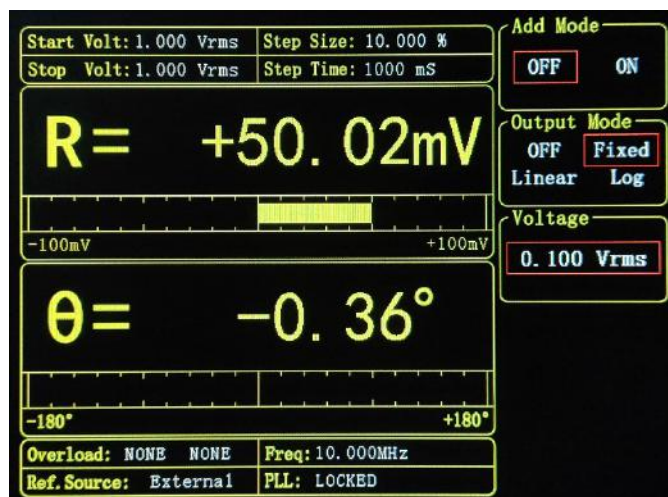 Start Volt: 1.000 Vrms
Step Size: 10.000 %
Stop Volt: 1.000 Vrms
Step Time: 1000 mS
R= +50.02mV
-100mV
+100mV
θ= -0.36°
-180°
+180°
Overload: NONE NONE
Freq: 10.000MHz
Ref.Source: External
PLL: LOCKED
Add Mode
OFF ON
Output Mode
OFF Fixed
Linear Log
Voltage
0.100 Vrms